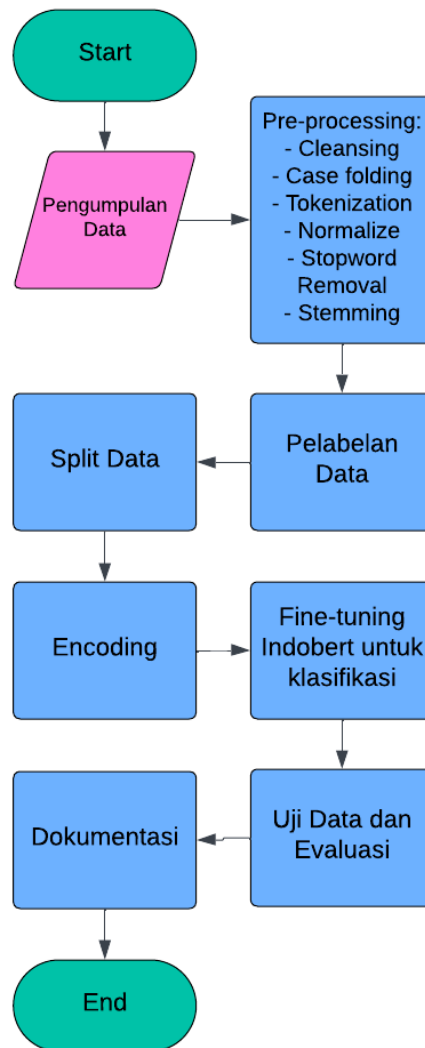 Start
Pengumpulan
Data
Pre-processing:
- Cleansing
- Case folding
- Tokenization
- Normalize
- Stopword
Removal
- Stemming
Pelabelan
Data
Split Data
Encoding
Fine-tuning
Indobert untuk
klasifikasi
Uji Data dan
Evaluasi
Dokumentasi
End